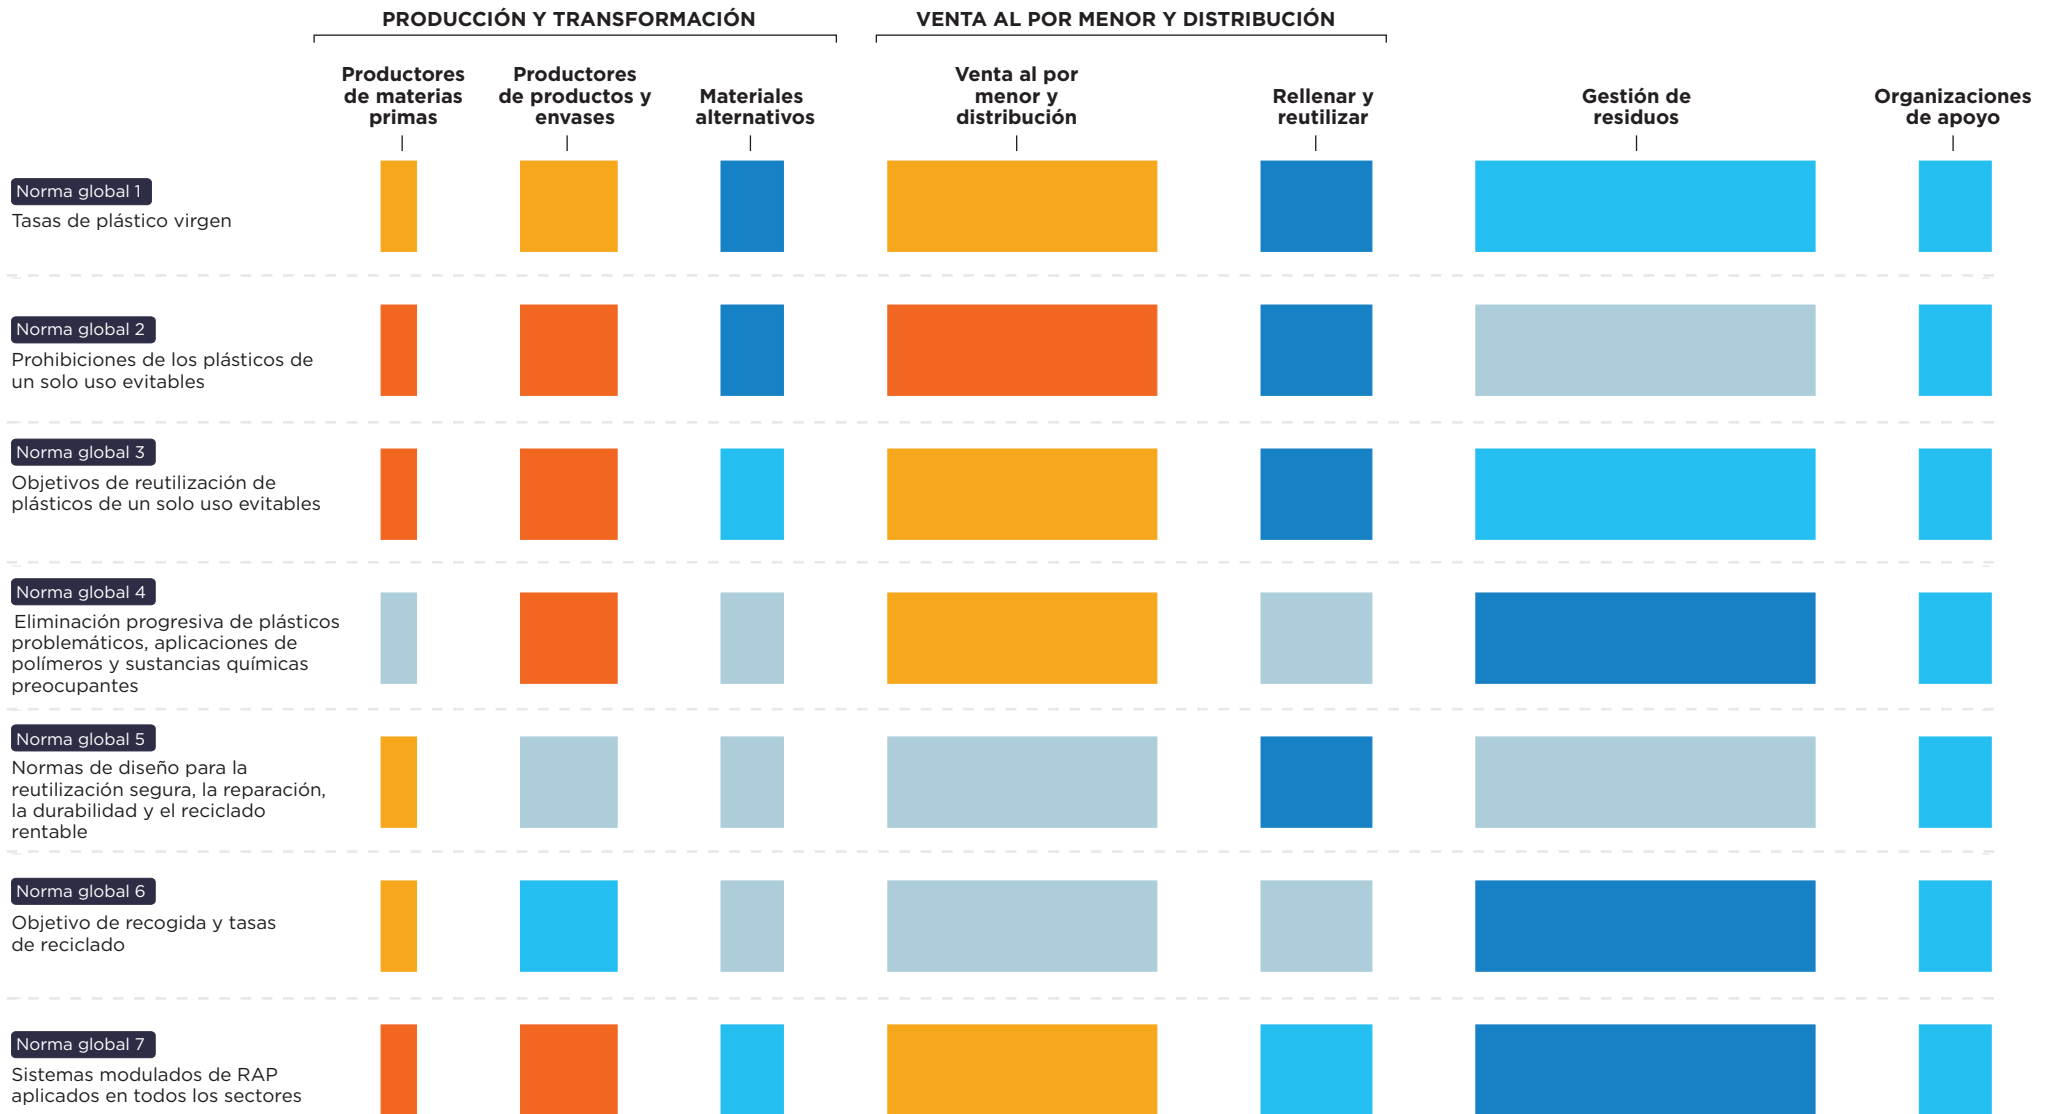 PRODUCCIÓN Y TRANSFORMACIÓN
VENTA AL POR MENOR Y DISTRIBUCIÓN
Productores
de materias
primas
Productores
de productos y
envases
Materiales
alternativos
Venta al por
menor y
distribución
Rellenar y
reutilizar
Gestión de
residuos
Organizaciones
de apoyo
Norma global 1
Tasas de plástico virgen
Norma global 2
Prohibiciones de los plásticos de
un solo uso evitables
Norma global 3
Objetivos de reutilización de
plásticos de un solo uso evitables
Norma global 4
Eliminación progresiva de plásticos
problemáticos, aplicaciones de
polímeros y sustancias químicas
preocupantes
Norma global 5
Normas de diseño para la
reutilización segura, la reparación,
la durabilidad y el reciclado
rentable
Norma global 6
Objetivo de recogida y tasas
de reciclado
Norma global 7
Sistemas modulados de RAP
aplicados en todos los sectores